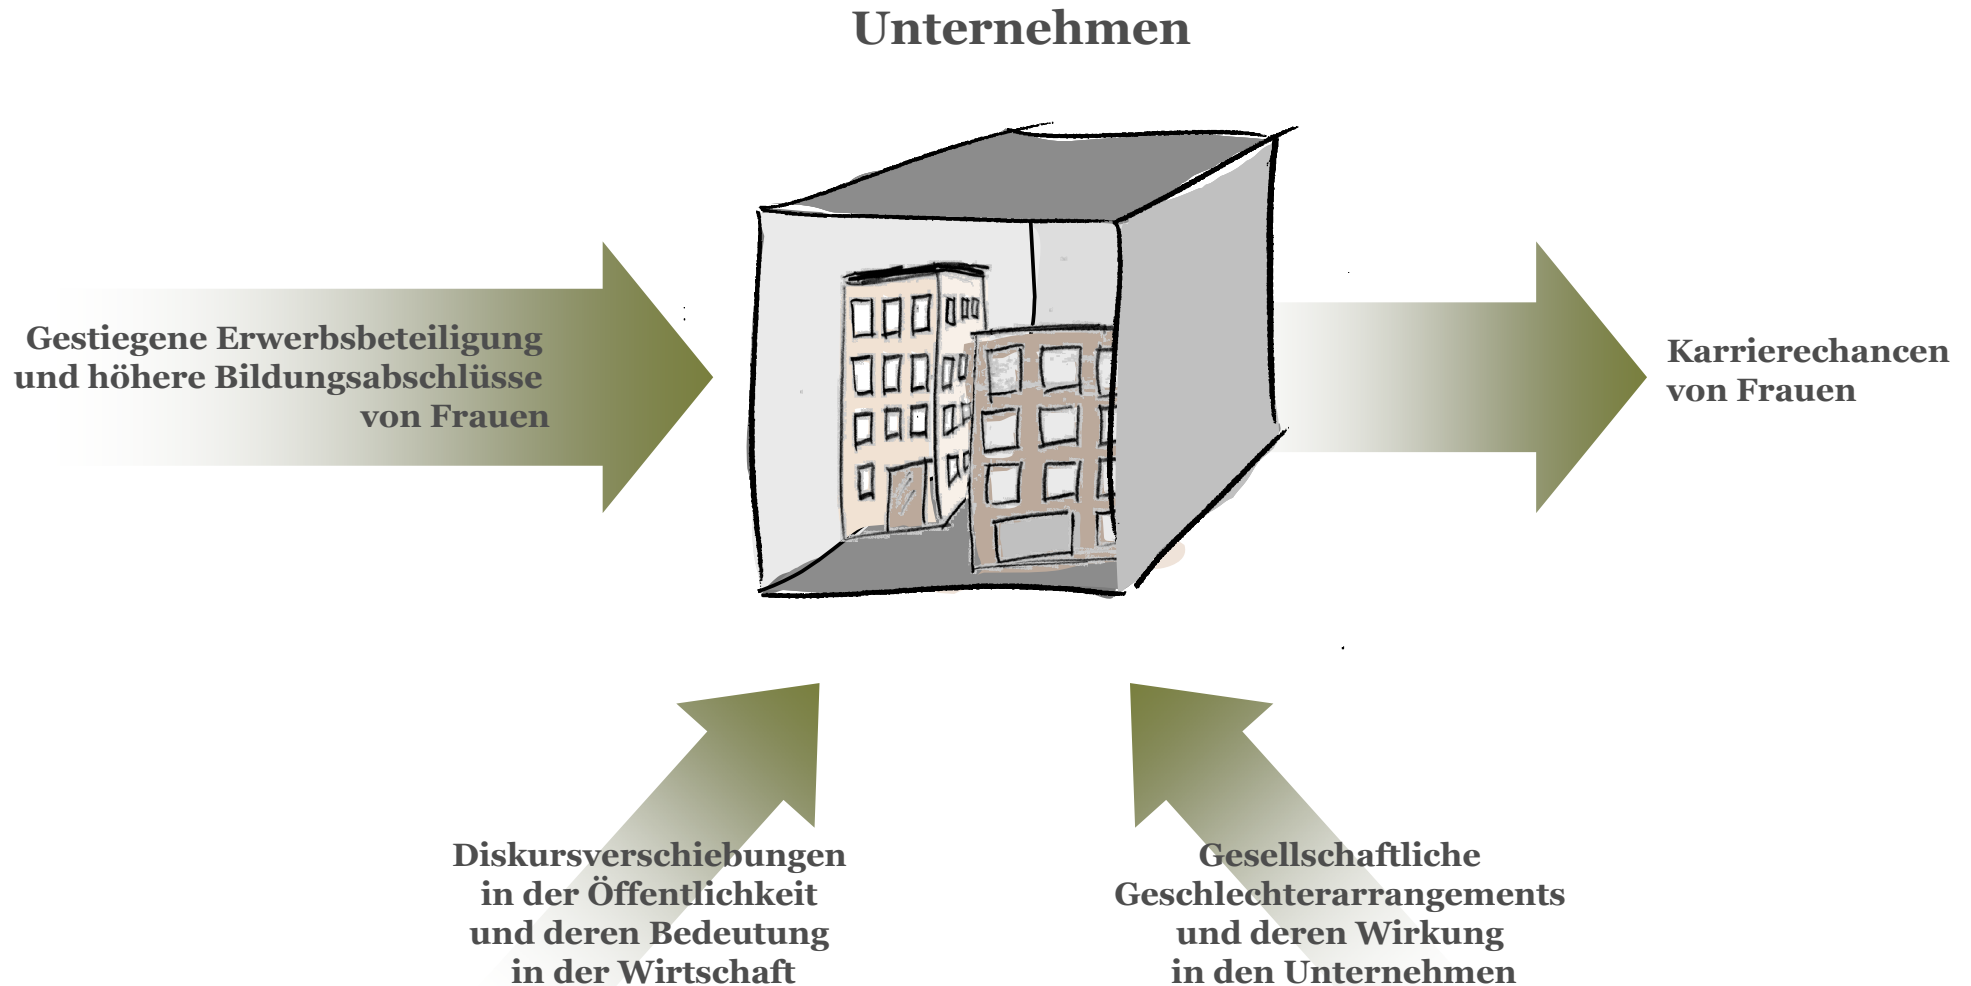 Unternehmen
Gestiegene Erwerbsbeteiligung
und höhere Bildungsabschlüsse
von Frauen
Karrierechancen
von Frauen
Diskursverschiebungen
in der Öffentlichkeit
und deren Bedeutung
in der Wirtschaft
Gesellschaftliche
Geschlechterarrangements
und deren Wirkung
in den Unternehmen